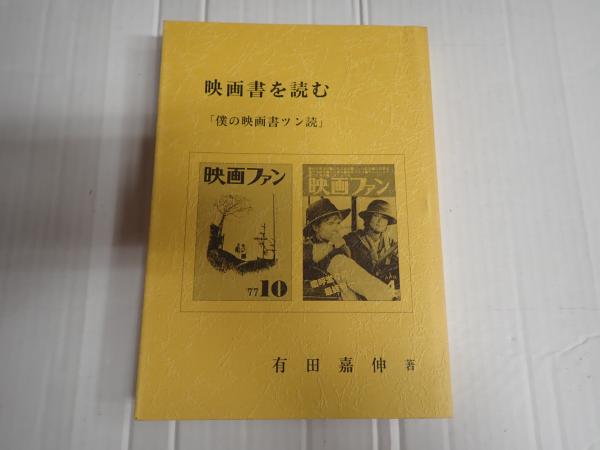 映画書を読む
「僕の映画書ツン読」
映画ファン
'77 10
映画ファン
4
有田嘉伸 著